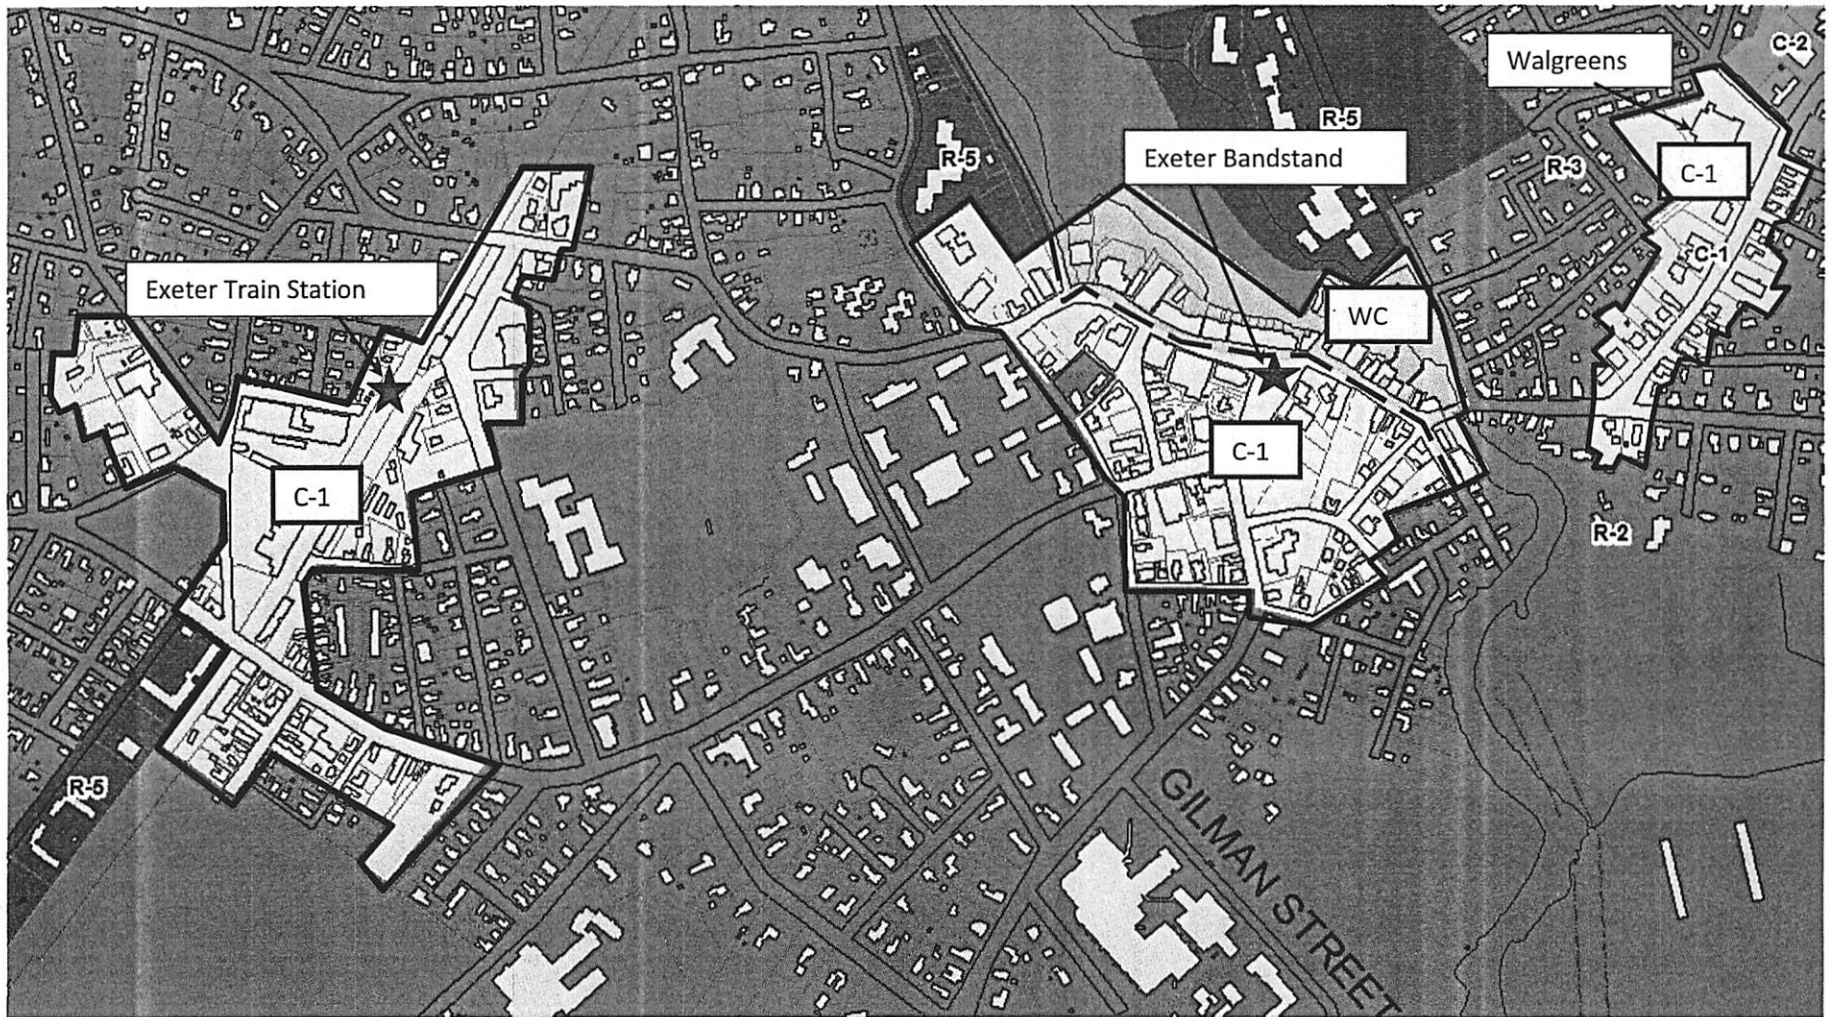 C-2
Walgreens
R-5
Exeter Bandstand
R-5
R-3
C-1
C-1
Exeter Train Station
WC
C-1
C-1
R-2
R-5
GILMAN STREET